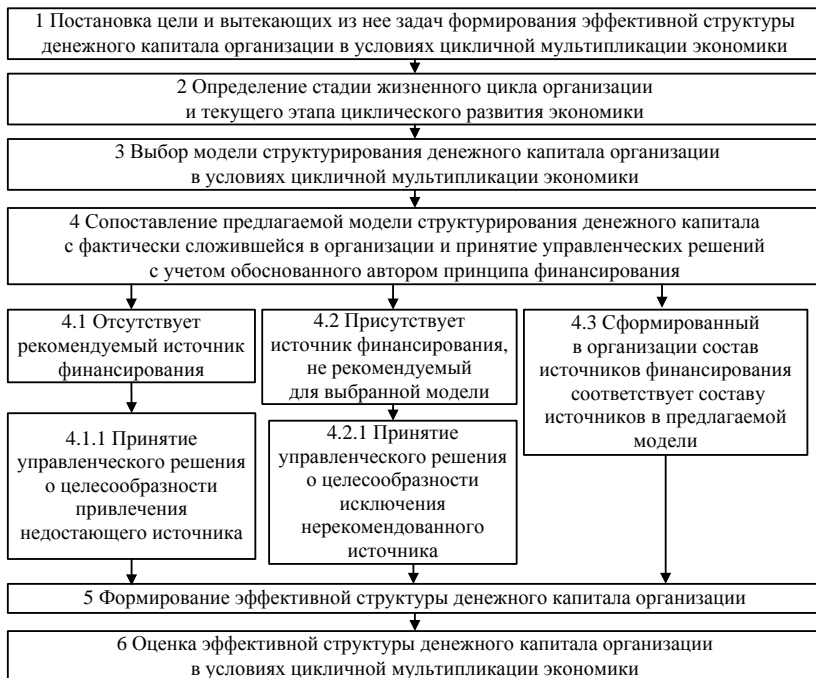 1 Постановка цели и вытекающих из нее задач формирования эффективной структуры
денежного капитала организации в условиях цикличной мультипликации экономики
2 Определение стадии жизненного цикла организации
и текущего этапа циклического развития экономики
3 Выбор модели структурирования денежного капитала организации
в условиях цикличной мультипликации экономики
4 Сопоставление предлагаемой модели структурирования денежного капитала
с фактически сложившейся в организации и принятие управленческих решений
с учетом обоснованного автором принципа финансирования
4.1 Отсутствует
рекомендуемый источник
финансирования
4.1.1 Принятие
управленческого решения
о целесообразности
привлечения
недостающего источника
4.2 Присутствует
источник финансирования,
не рекомендуемый
для выбранной модели
4.2.1 Принятие
управленческого решения
о целесообразности
исключения
нерекомендованного
источника
4.3 Сформированный
в организации состав
источников финансирования
соответствует составу
источников в предлагаемой
модели
5 Формирование эффективной структуры денежного капитала организации
6 Оценка эффективной структуры денежного капитала организации
в условиях цикличной мультипликации экономики